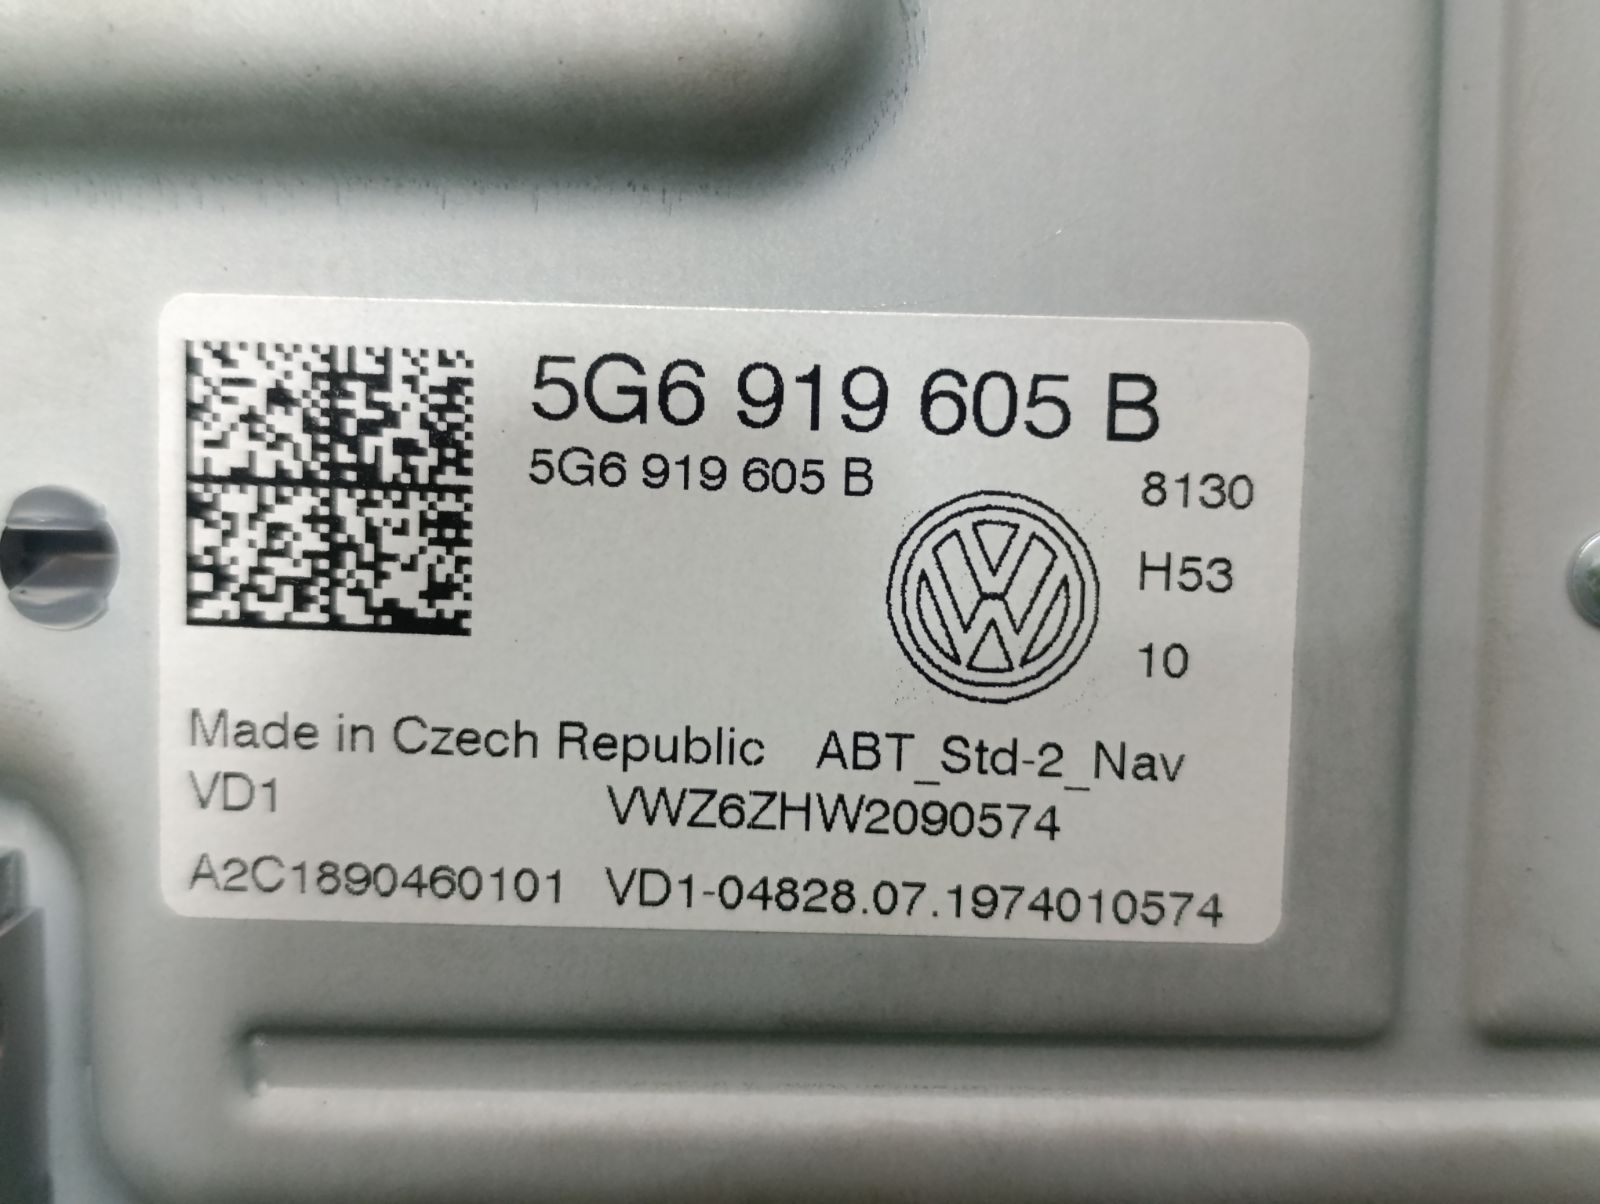 5G6 919 605 B
5G6 919 605 B
8130
H53
10
Made in Czech Republic ABT_Std-2_Nav
VD1 VWZ6ZHW2090574
A2C1890460101 VD1-04828.07.1974010574